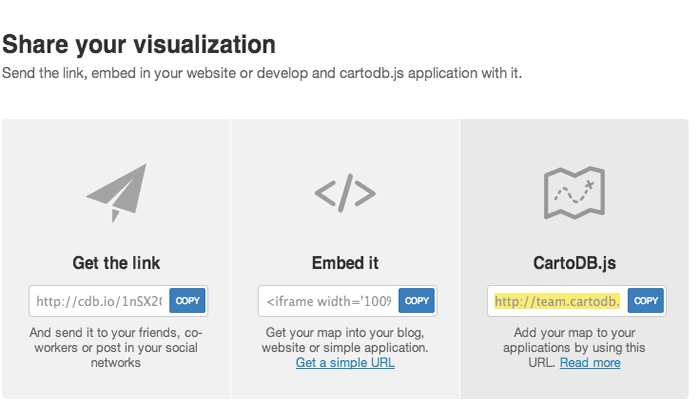 Share your visualization
Send the link, embed in your website or develop and cartodb.js application with it.
Get the link
http://cdb.io/1nSX2( COPY
And send it to your friends, co-
workers or post in your social
networks
Embed it
<iframe width='100% COPY
Get your map into your blog,
website or simple application.
Get a simple URL
CartoDB.js
http://team.cartodb. COPY
Add your map to your
applications by using this
URL. Read more